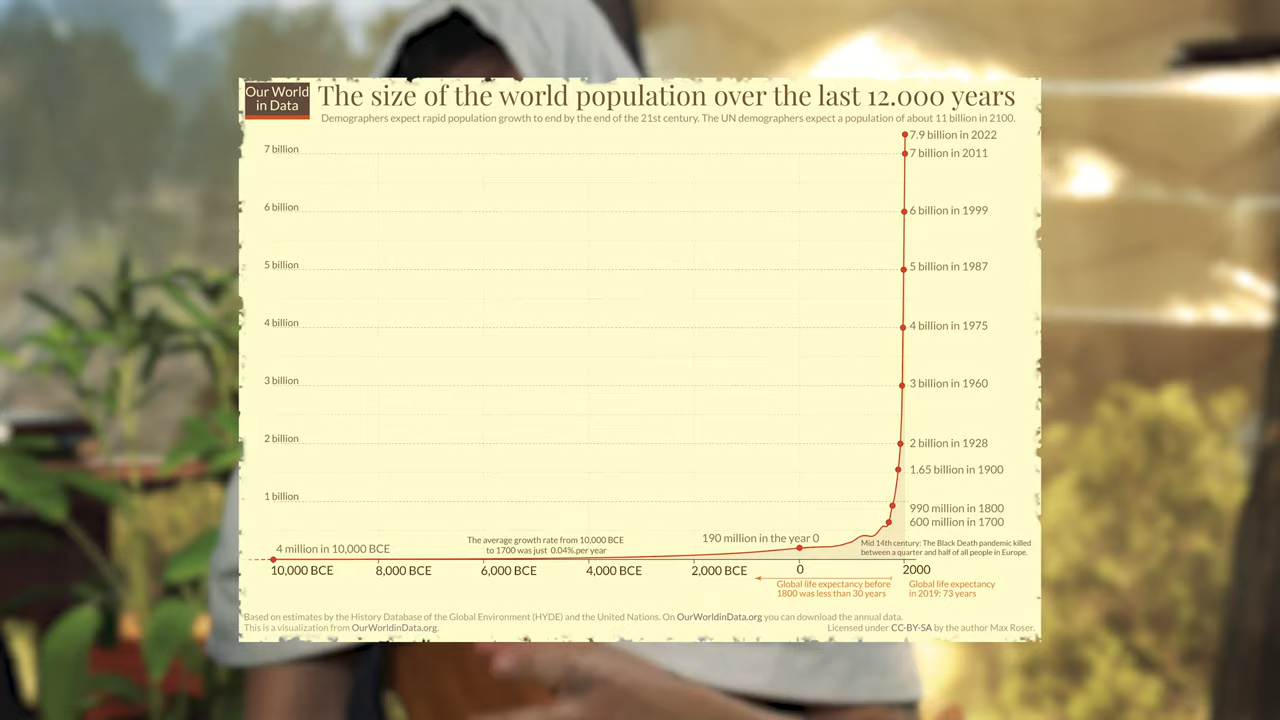 Our World
in Data
The size of the world population over the last 12.000 years
Demographers expect rapid population growth to end by the end of the 21st century. The UN demographers expect a population of about 11 billion in 2100.
7.9 billion in 2022
7 billion
7 billion in 2011
6 billion
6 billion in 1999
5 billion
5 billion in 1987
4 billion
4 billion in 1975
3 billion
3 billion in 1960
2 billion
2 billion in 1928
1.65 billion in 1900
1 billion
990 million in 1800
600 million in 1700
4 million in 10,000 BCE
The average growth rate from 10,000 BCE
to 1700 was just 0.04% per year
190 million in the year 0
Mid 14th century: The Black Death pandemic killed
between a quarter and half of all people in Europe.
10,000 BCE
8,000 BCE
6,000 BCE
4,000 BCE
2,000 BCE
0
2000
Global life expectancy before
1800 was less than 30 years
Global life expectancy
in 2019: 73 years
Based on estimates by the History Database of the Global Environment (HYDE) and the United Nations. On OurWorldinData.org you can download the annual data.
This is a visualization from OurWorldinData.org.
Licensed under CC-BY-SA by the author Max Roser.